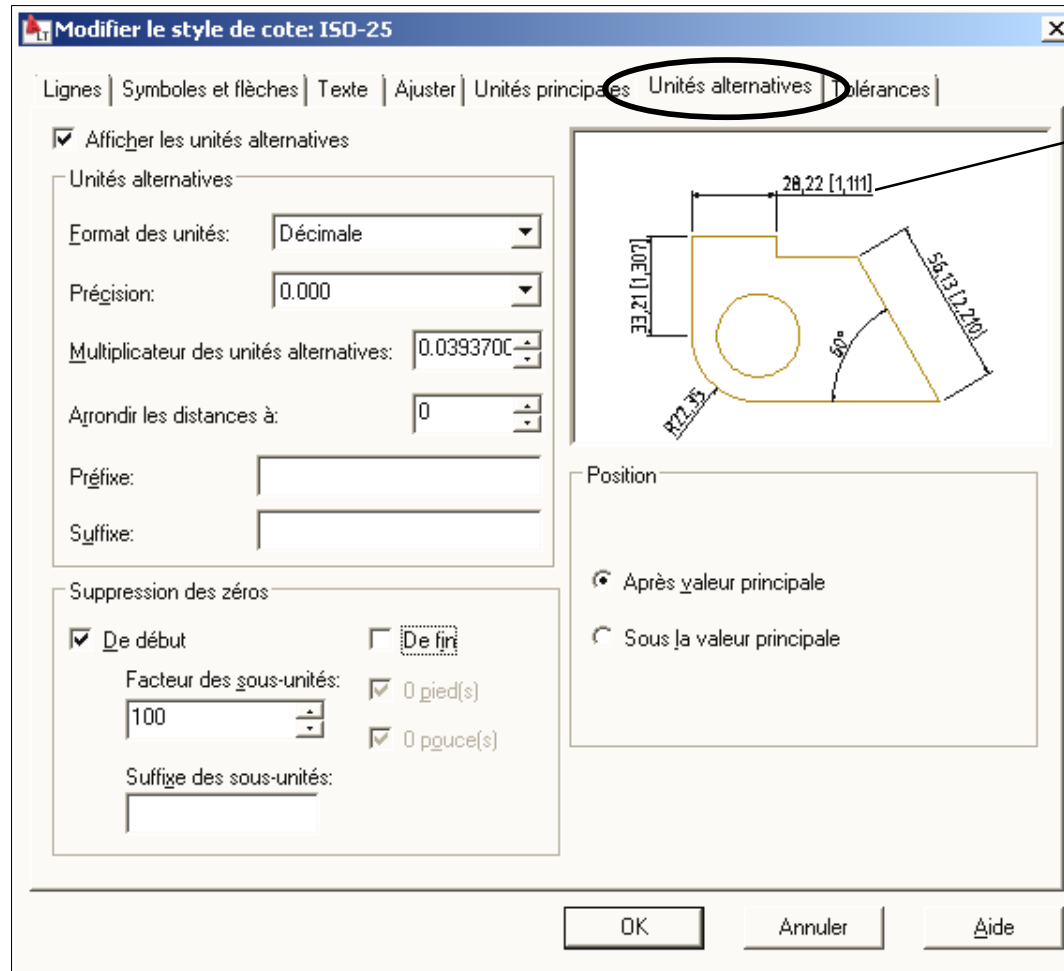 LT Modifier le style de cote: ISO-25
Lignes Symboles et flèches Texte Ajuster Unités principales Unités alternatives Tolérances
Afficher les unités alternatives
Unités alternatives
Format des unités: Décimale
Précision: 0.000
Multiplicateur des unités alternatives: 0.039370
Arrondir les distances à: 0
Préfixe:
Suffixe:
Suppression des zéros
De début
De fin
Facteur des sous-unités:
0 pied(s)
100
0 pouce(s)
Suffixe des sous-unités:
28,22 [1,111]
33,21 [1,307]
56,13 [2,210]
60°
R22,35
Position
Après valeur principale
Sous la valeur principale
OK Annuler Aide